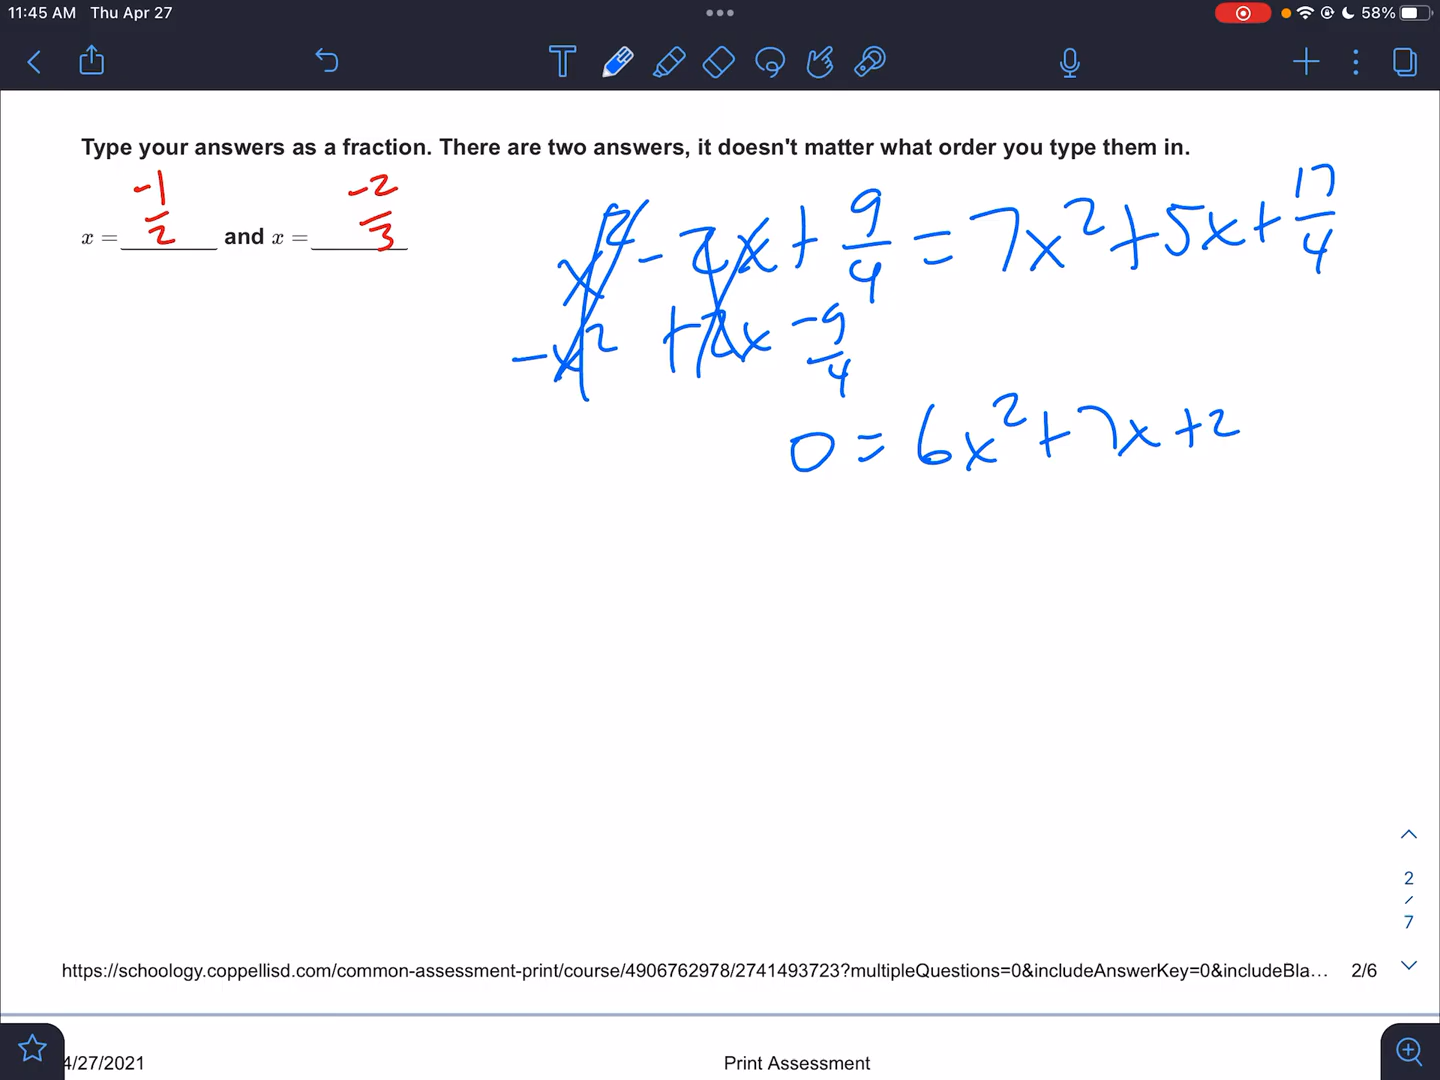 11:45 AM Thu Apr 27
58%
T
Type your answers as a fraction. There are two answers, it doesn't matter what order you type them in.
x = -1/2 and x = -2/3
x² - 2x + 9/4 = 7x² + 5x + 17/4
-x² + 2x - 9/4
0 = 6x² + 7x + 2
2
/
7
https://schoology.coppellisd.com/common-assessment-print/course/4906762978/2741493723?multipleQuestions=0&includeAnswerKey=0&includeBla... 2/6
4/27/2021
Print Assessment